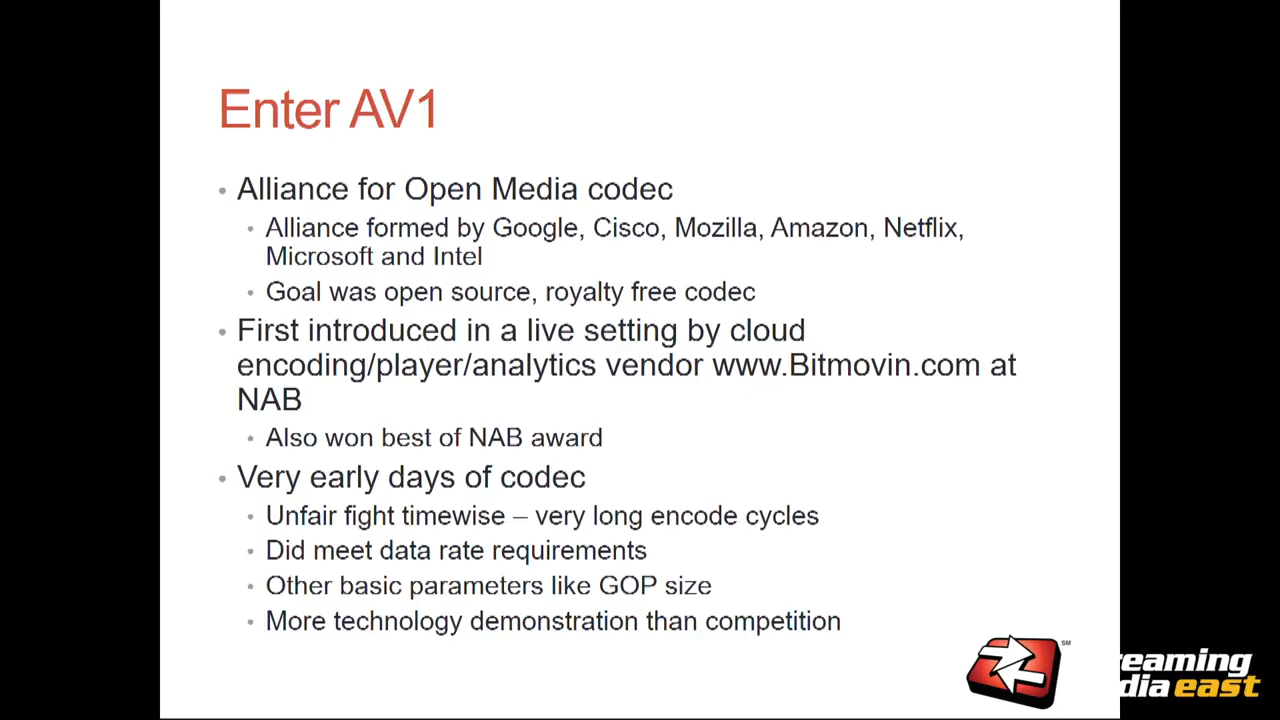 Enter AV1
• Alliance for Open Media codec
• Alliance formed by Google, Cisco, Mozilla, Amazon, Netflix,
Microsoft and Intel
• Goal was open source, royalty free codec
• First introduced in a live setting by cloud
encoding/player/analytics vendor www.Bitmovin.com at
NAB
• Also won best of NAB award
• Very early days of codec
• Unfair fight timewise – very long encode cycles
• Did meet data rate requirements
• Other basic parameters like GOP size
• More technology demonstration than competition
SM
reaming
dia east